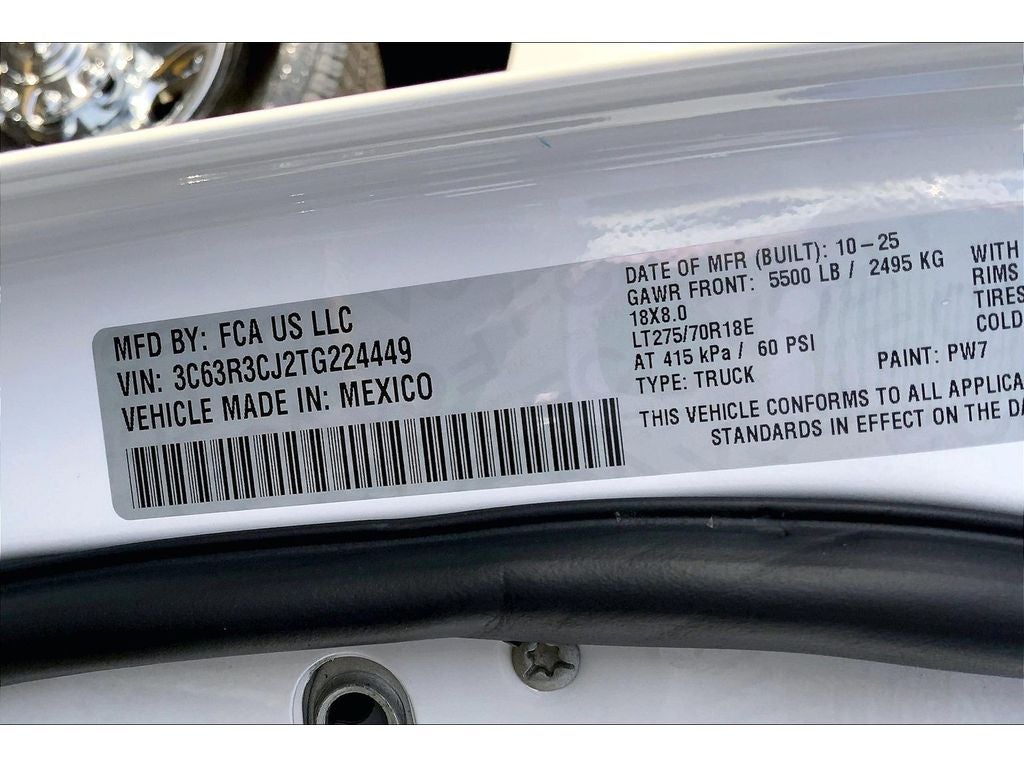 MFD BY: FCA US LLC
VIN: 3C63R3CJ2TG224449
VEHICLE MADE IN: MEXICO
DATE OF MFR (BUILT): 10-25
GAWR FRONT: 5500 LB / 2495 KG
18X8.0
LT275/70R18E
AT 415 kPa / 60 PSI
TYPE: TRUCK
PAINT: PW7
WITH
RIMS
TIRES
COLD
THIS VEHICLE CONFORMS TO ALL APPLICA
STANDARDS IN EFFECT ON THE DA